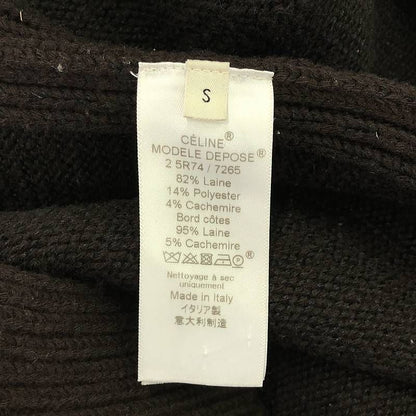 S
CÉLINE®
MODELE DEPOSE®
2 5R74 / 7265
82% Laine
14% Polyester
4% Cachemire
Bord côtes
95% Laine
5% Cachemire
Nettoyage à sec
uniquement
Made in Italy
イタリア製
意大利制造